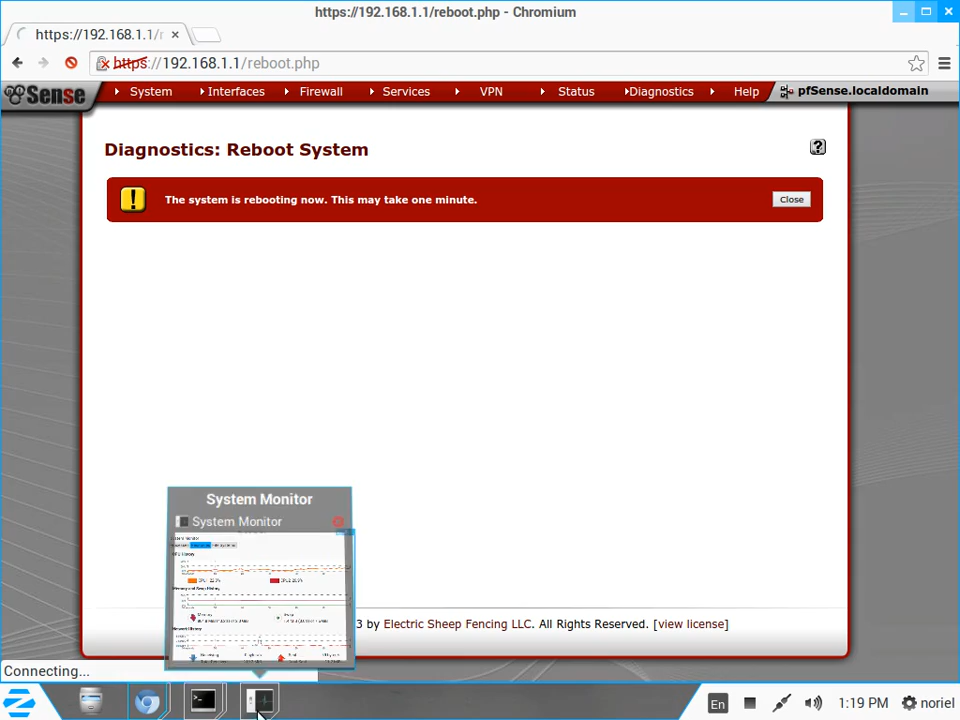 https://192.168.1.1/reboot.php - Chromium
https://192.168.1.1/r
https://192.168.1.1/reboot.php
Sense
System
Interfaces
Firewall
Services
VPN
Status
Diagnostics
Help
pfSense.localdomain
Diagnostics: Reboot System
The system is rebooting now. This may take one minute.
Close
System Monitor
System Monitor
3 by Electric Sheep Fencing LLC. All Rights Reserved. [view license]
Connecting...
En
1:19 PM
noriel